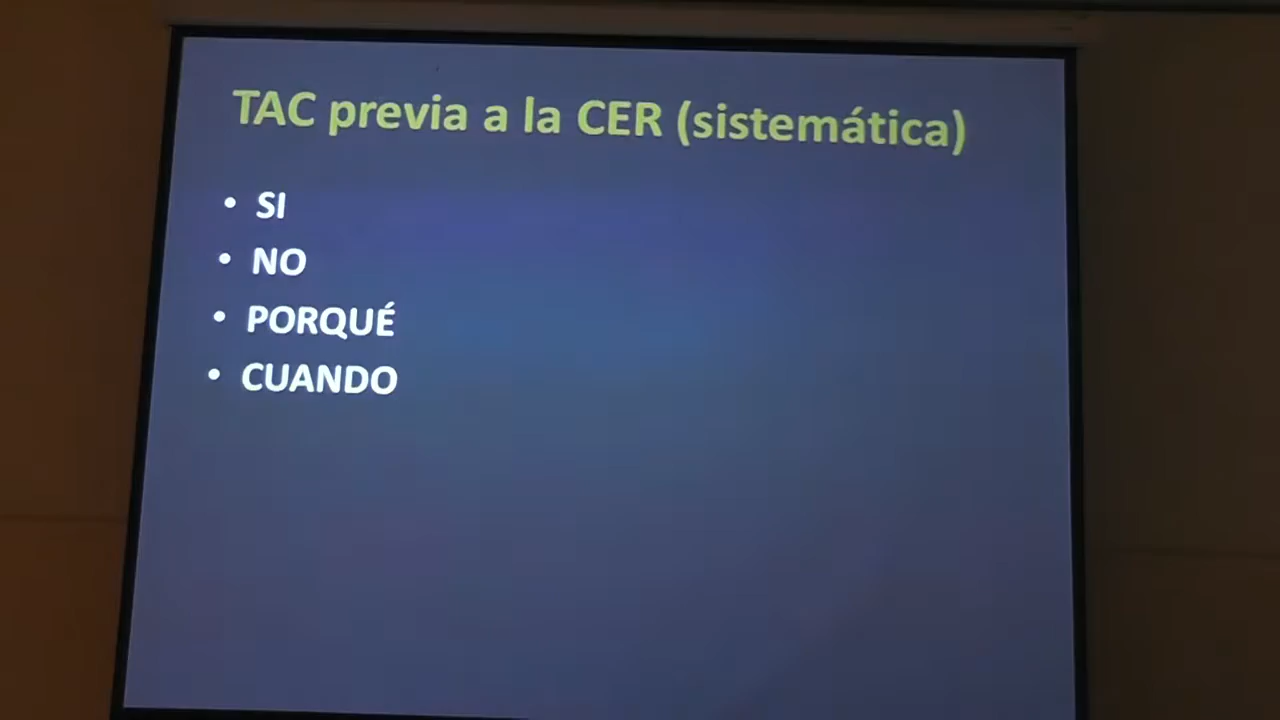 TAC previa a la CER (sistemática)
• SI
• NO
• PORQUÉ
• CUANDO